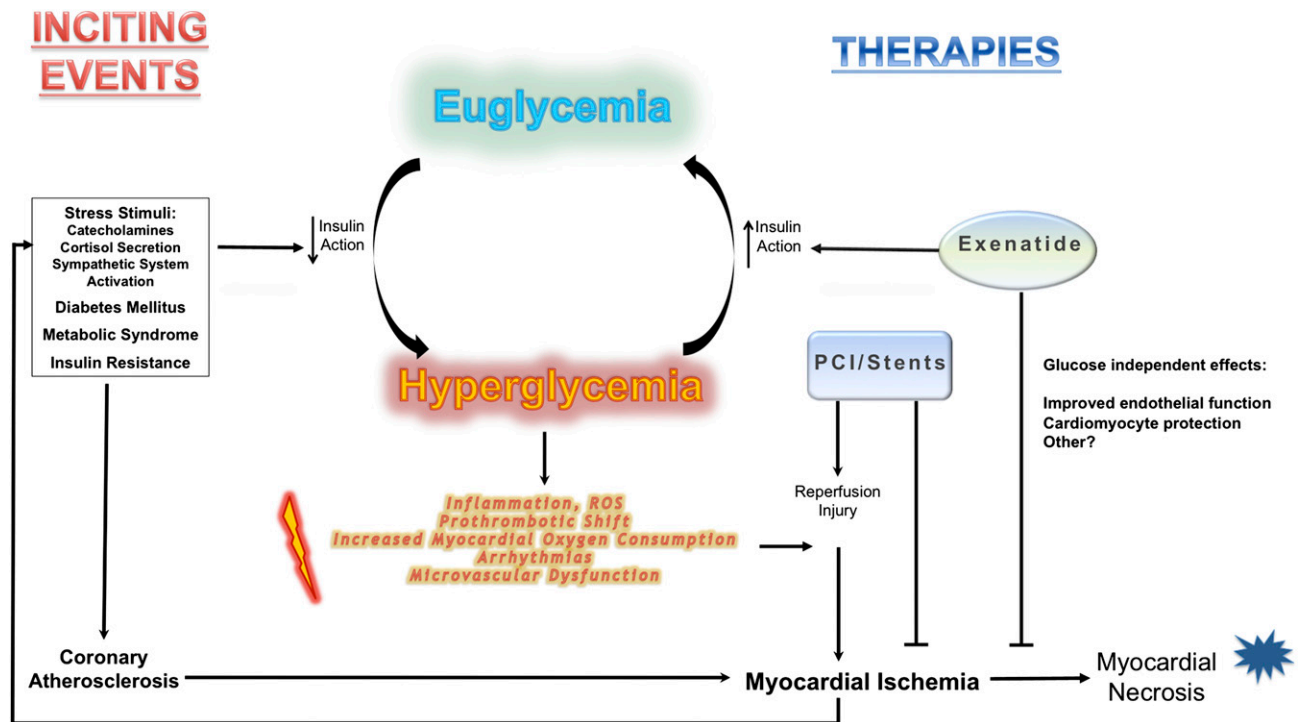 INCITING
EVENTS
THERAPIES
Euglycemia
Stress Stimuli:
Catecholamines
Cortisol Secretion
Sympathetic System
Activation
Diabetes Mellitus
Metabolic Syndrome
Insulin Resistance
Insulin
Action
Insulin
Action
Exenatide
Hyperglycemia
PCI/Stents
Glucose independent effects:
Improved endothelial function
Cardiomyocyte protection
Other?
Reperfusion
Injury
Inflammation, ROS
Prothrombotic Shift
Increased Myocardial Oxygen Consumption
Arrhythmias
Microvascular Dysfunction
Coronary
Atherosclerosis
Myocardial Ischemia
Myocardial
Necrosis